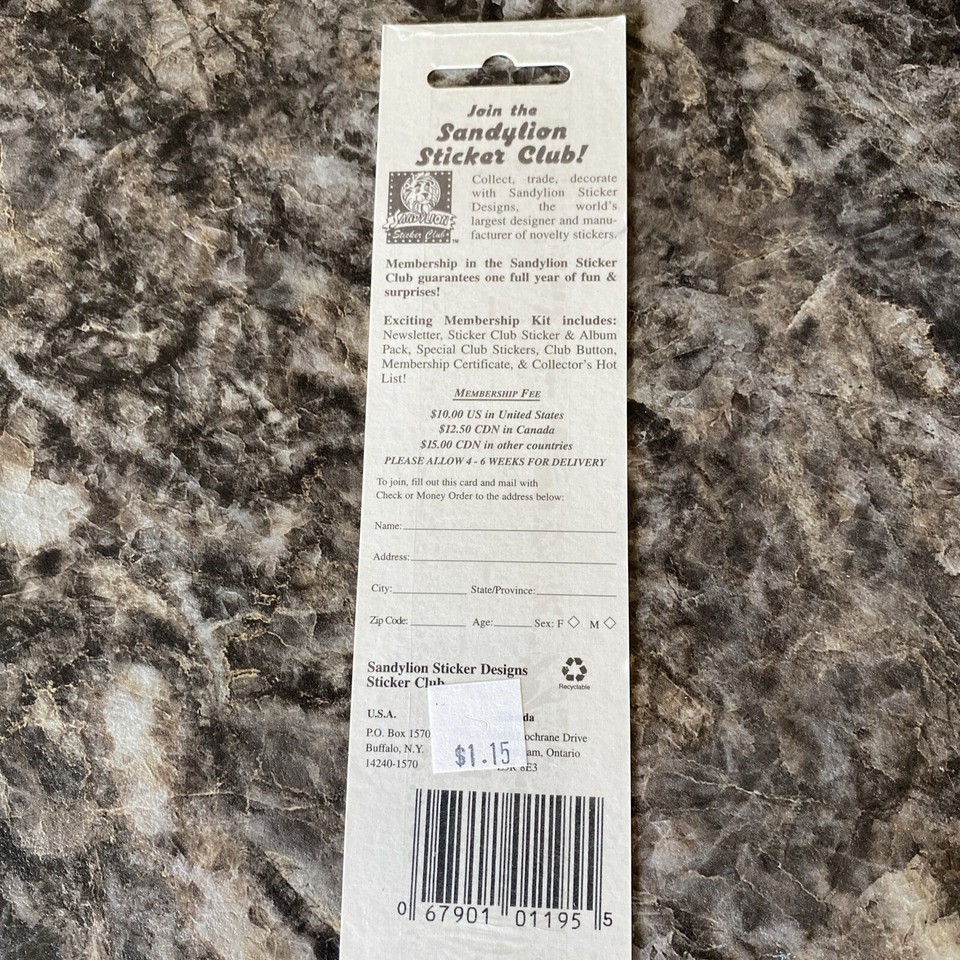 Join the
Sandylion
Sticker Club!
SANDYLION
Sticker Club
TM
Collect, trade, decorate
with Sandylion Sticker
Designs, the world's
largest designer and manu-
facturer of novelty stickers.
Membership in the Sandylion Sticker
Club guarantees one full year of fun &
surprises!
Exciting Membership Kit includes:
Newsletter, Sticker Club Sticker & Album
Pack, Special Club Stickers, Club Button,
Membership Certificate, & Collector's Hot
List!
MEMBERSHIP FEE
$10.00 US in United States
$12.50 CDN in Canada
$15.00 CDN in other countries
PLEASE ALLOW 4 - 6 WEEKS FOR DELIVERY
To join, fill out this card and mail with
Check or Money Order to the address below:
Name:
Address:
City: State/Province:
Zip Code: Age: Sex: F M
Sandylion Sticker Designs
Sticker Club
Recyclable
U.S.A.
P.O. Box 1570
Buffalo, N.Y.
14240-1570
da
ochrane Drive
am, Ontario
8E3
$1.15
0 67901 01195 5